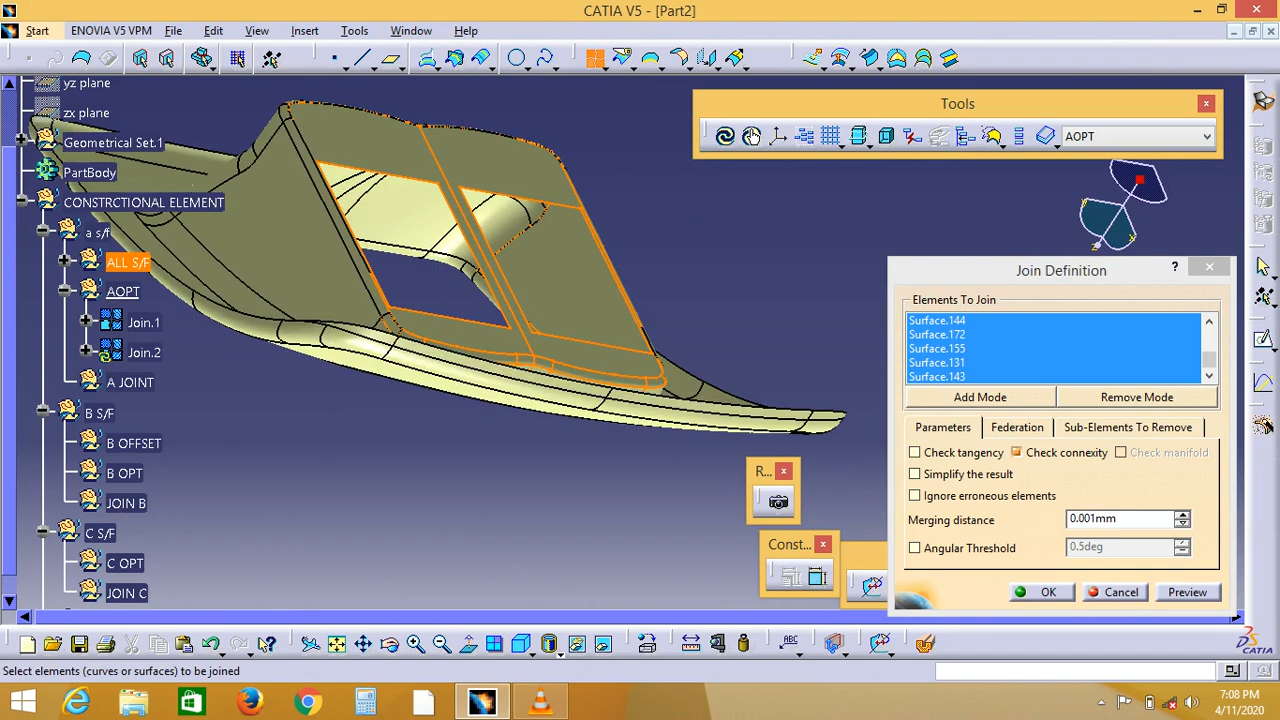 CATIA V5 - [Part2]
Start ENOVIA V5 VPM File Edit View Insert Tools Window Help
yz plane
zx plane
Geometrical Set.1
PartBody
CONSTRCTIONAL ELEMENT
a s/f
ALL S/F
AOPT
Join.1
Join.2
A JOINT
B S/F
B OFFSET
B OPT
JOIN B
C S/F
C OPT
JOIN C
Tools
AOPT
Join Definition
Elements To Join
Surface.144
Surface.172
Surface.155
Surface.131
Surface.143
Add Mode Remove Mode
Parameters Federation Sub-Elements To Remove
Check tangency Check connexity Check manifold
Simplify the result
Ignore erroneous elements
Merging distance 0.001mm
Angular Threshold 0.5deg
OK Cancel Preview
R...
Const...
ABC
CATIA
Select elements (curves or surfaces) to be joined
7:08 PM
4/11/2020